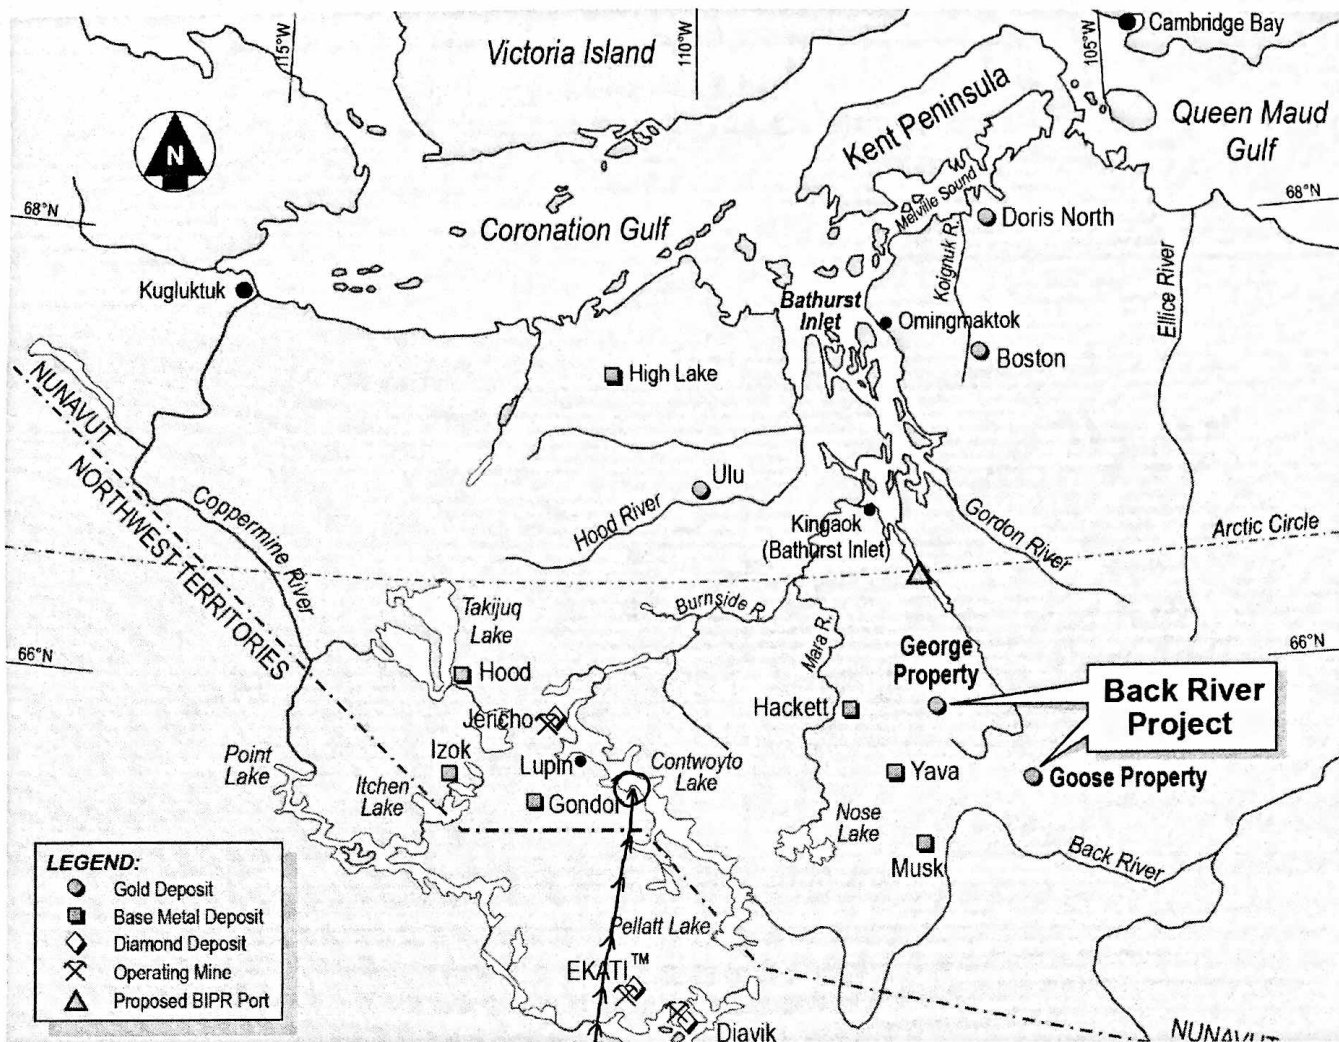 Cambridge Bay
115°W
Victoria Island
110°W
105°W
Kent Peninsula
Queen Maud
Gulf
N
68°N
68°N
Melville Sound
Doris North
Coronation Gulf
Koignuk R.
Ellice River
Kugluktuk
Bathurst
Inlet
Omingmaktok
Boston
High Lake
NUNAVUT
NORTHWEST TERRITORIES
Coppermine River
Ulu
Hood River
Kingaok
(Bathurst Inlet)
Gordon River
Arctic Circle
Takijuq
Lake
Burnside R.
Mara R.
66°N
66°N
George
Property
Hood
Back River
Project
Hackett
Jericho
Izok
Lupin
Contwoyto
Lake
Point
Lake
Itchen
Lake
Gondor
Yava
Goose Property
Nose
Lake
Musk
Back River
LEGEND:
Gold Deposit
Base Metal Deposit
Diamond Deposit
Operating Mine
Proposed BIPR Port
Pellatt Lake
EKATI™
Diavik
NUNAVUT